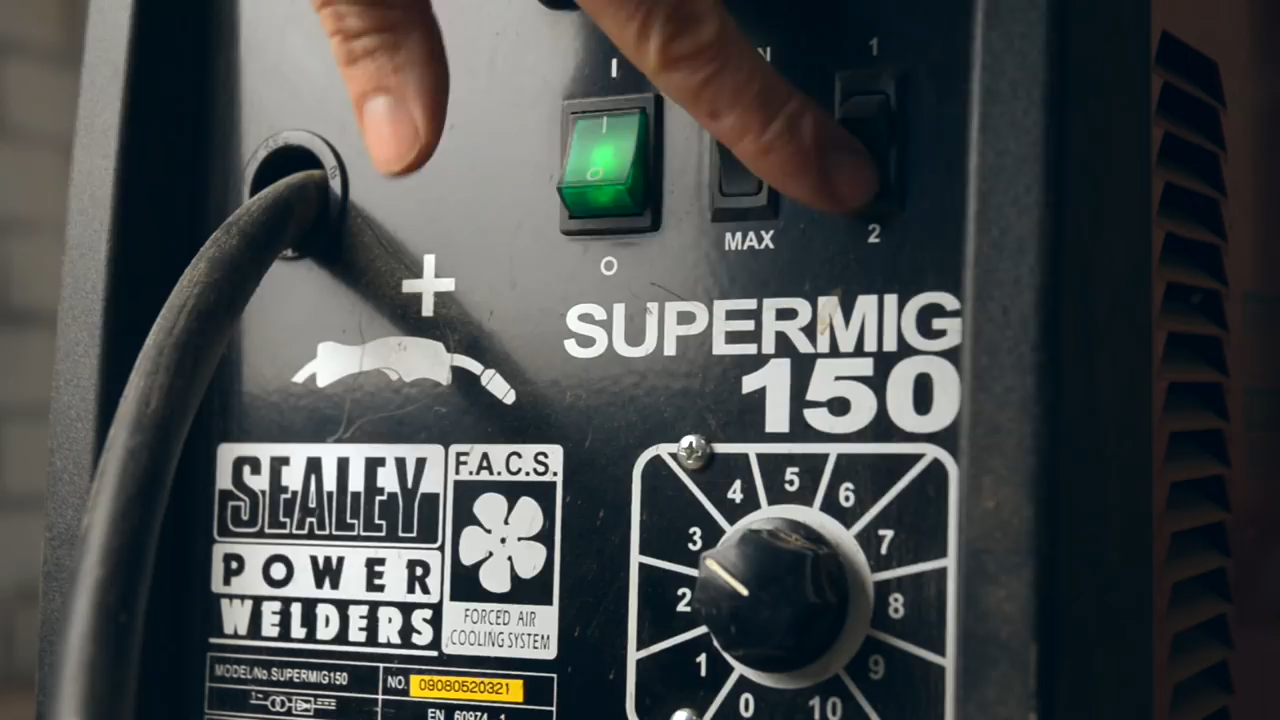 I
1
I
O
MAX
2
O
+
SUPERMIG
150
SEALEY
POWER
WELDERS
F.A.C.S.
FORCED AIR
COOLING SYSTEM
0
1
2
3
4
5
6
7
8
9
10
MODEL/No. SUPERMIG150
NO. 09080520321
EN 60974 1